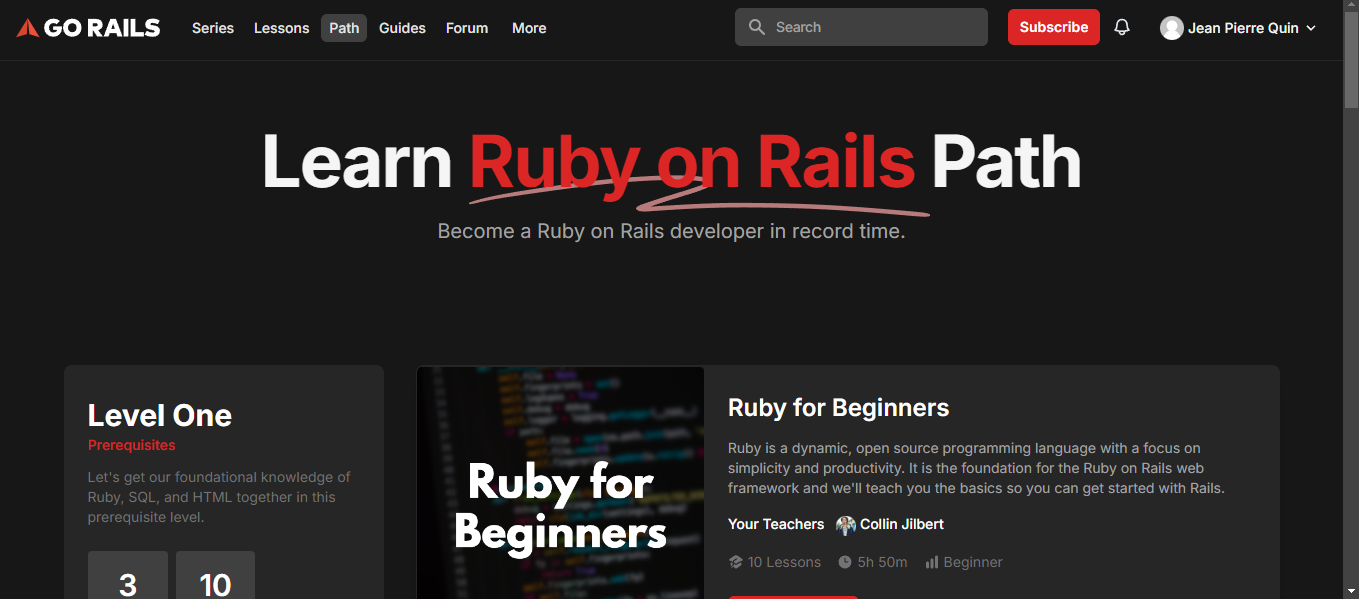 GO RAILS
Series
Lessons
Path
Guides
Forum
More
Search
Subscribe
Jean Pierre Quin
Learn Ruby on Rails Path
Become a Ruby on Rails developer in record time.
Level One
Prerequisites
Let's get our foundational knowledge of
Ruby, SQL, and HTML together in this
prerequisite level.
3
10
Ruby for
Beginners
Ruby for Beginners
Ruby is a dynamic, open source programming language with a focus on
simplicity and productivity. It is the foundation for the Ruby on Rails web
framework and we'll teach you the basics so you can get started with Rails.
Your Teachers Collin Jilbert
10 Lessons
5h 50m
Beginner